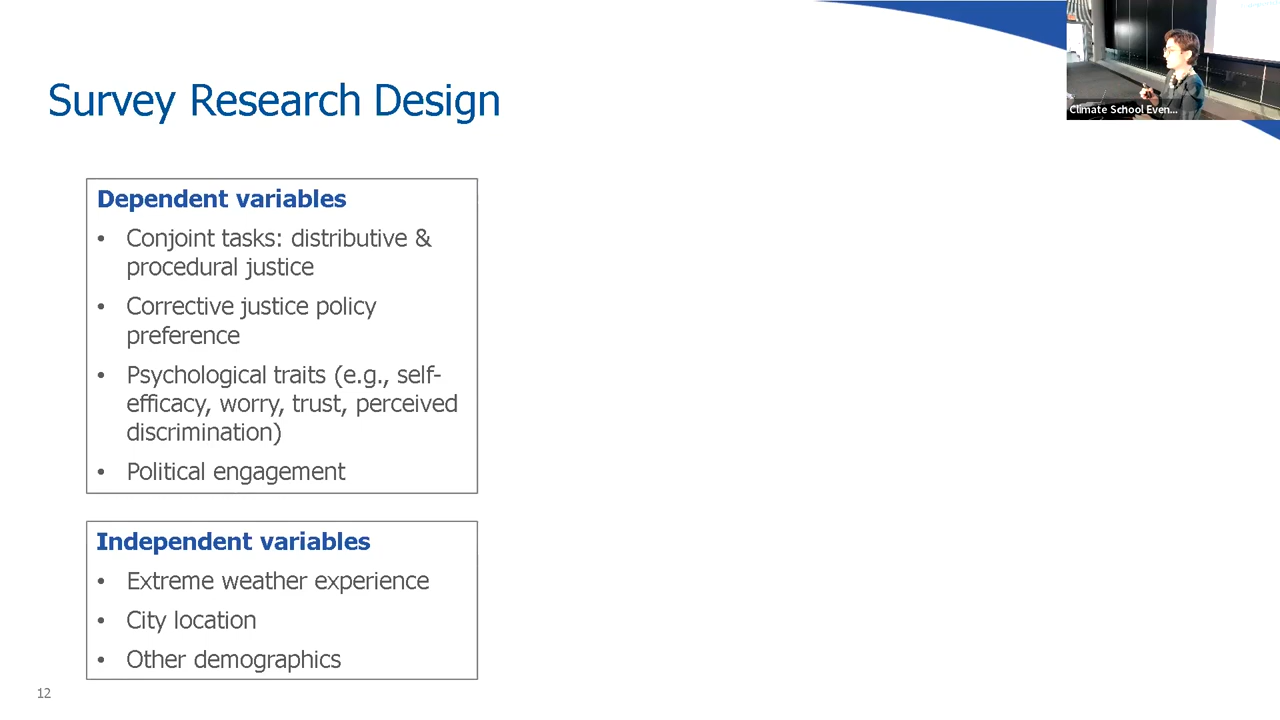 Survey Research Design
Climate School Even...
Dependent variables
• Conjoint tasks: distributive &
procedural justice
• Corrective justice policy
preference
• Psychological traits (e.g., self-
efficacy, worry, trust, perceived
discrimination)
• Political engagement
Independent variables
• Extreme weather experience
• City location
• Other demographics
12